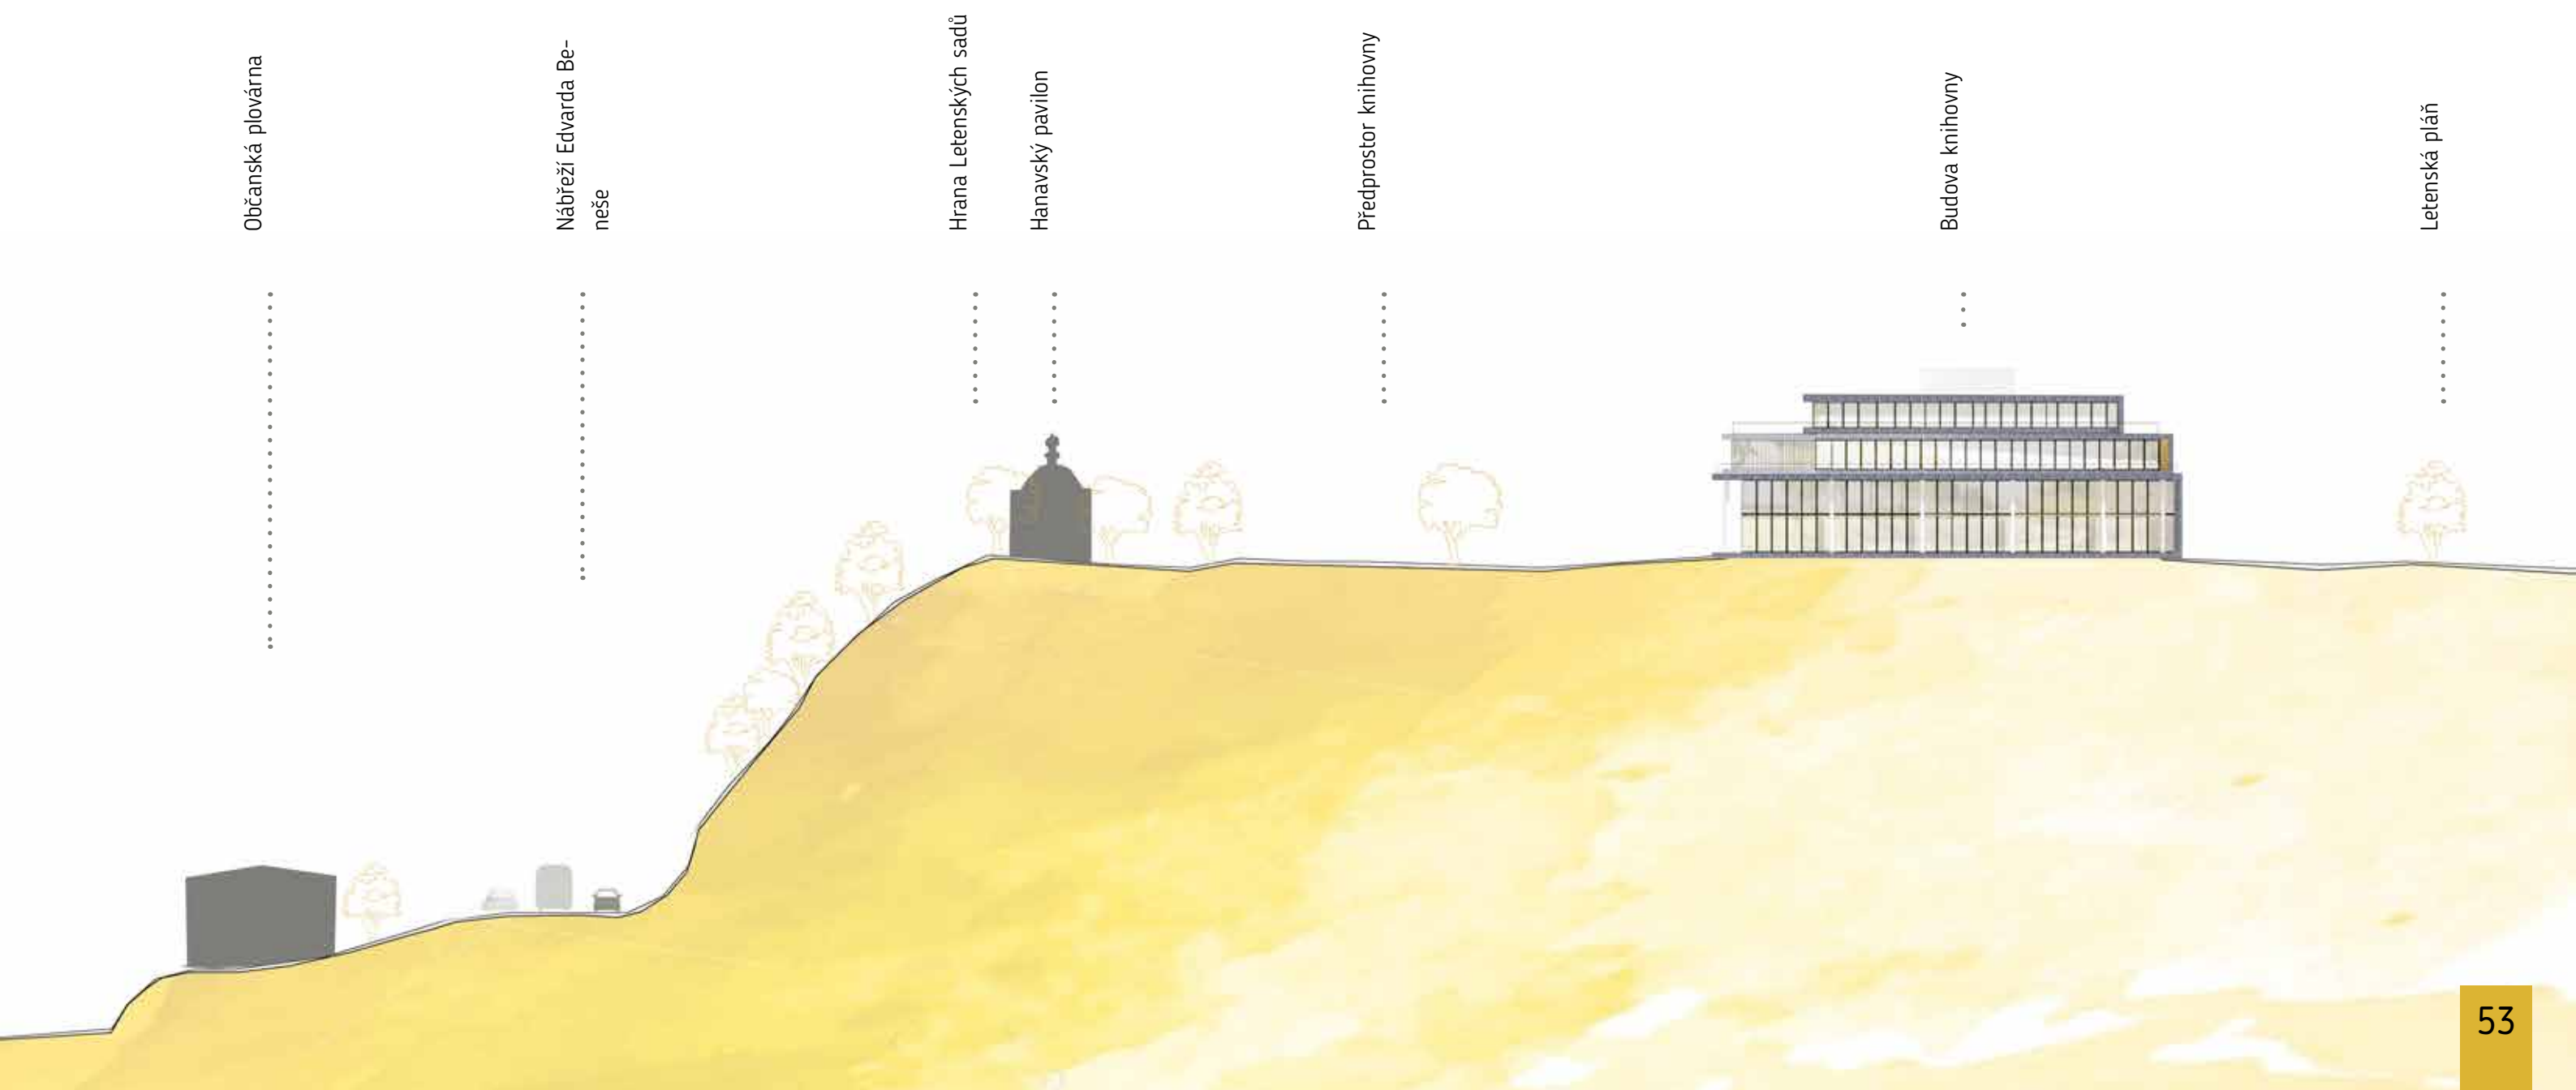 Občanská plovárna
Nábřeží Edvarda Be-
neše
Hrana Letenských sadů
Hanavský pavilon
Předprostor knihovny
Budova knihovny
Letenská pláň
53